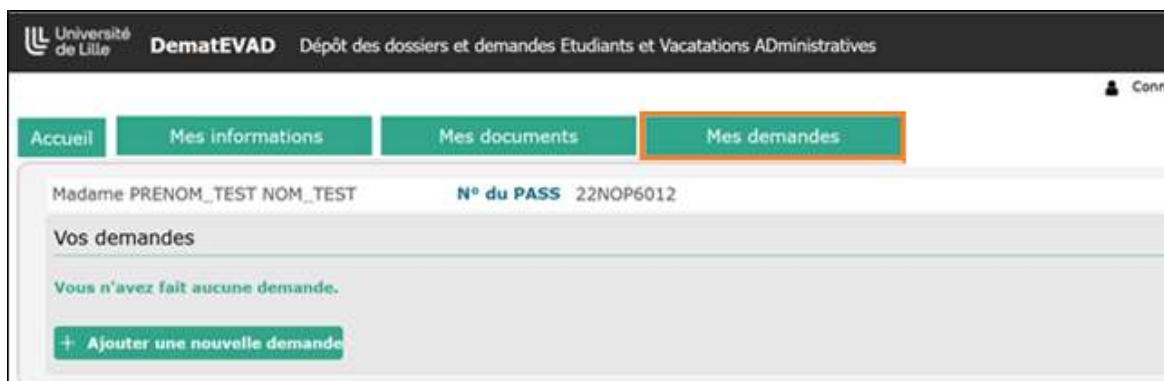 Université
de Lille
DematEVAD Dépôt des dossiers et demandes Etudiants et Vacatations ADministratives
Accueil Mes informations Mes documents Mes demandes
Madame PRENOM_TEST NOM_TEST N° du PASS 22NOP6012
Vos demandes
Vous n'avez fait aucune demande.
+ Ajouter une nouvelle demande